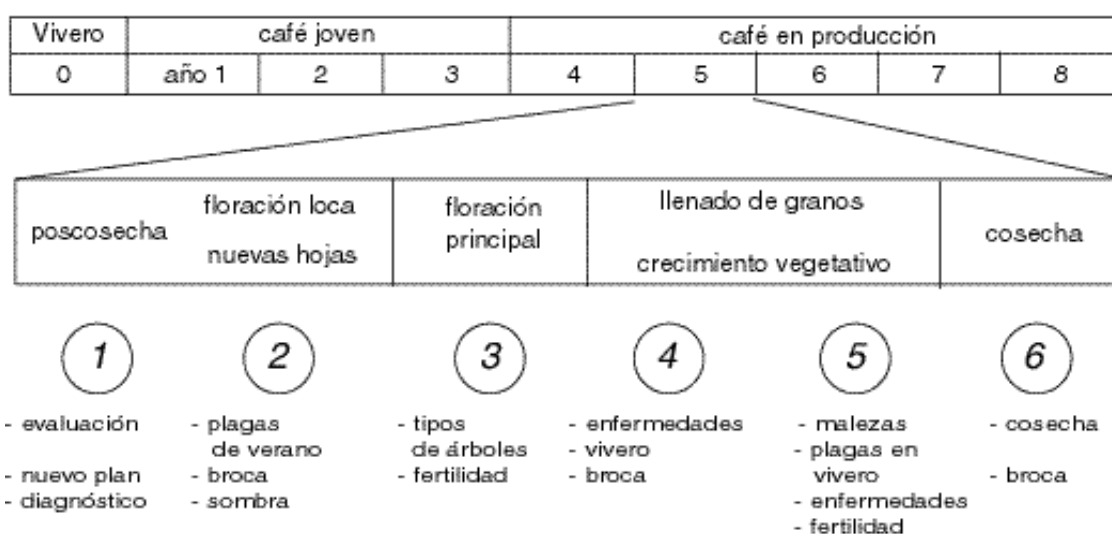 Vivero café joven café en producción
0 año 1 2 3 4 5 6 7 8
poscosecha
floración loca
nuevas hojas
floración
principal
llenado de granos
crecimiento vegetativo
cosecha
1 2 3 4 5 6
- evaluación
- nuevo plan
- diagnóstico
- plagas
de verano
- broca
- sombra
- tipos
de árboles
- fertilidad
- enfermedades
- vivero
- broca
- malezas
- plagas en
vivero
- enfermedades
- fertilidad
- cosecha
- broca